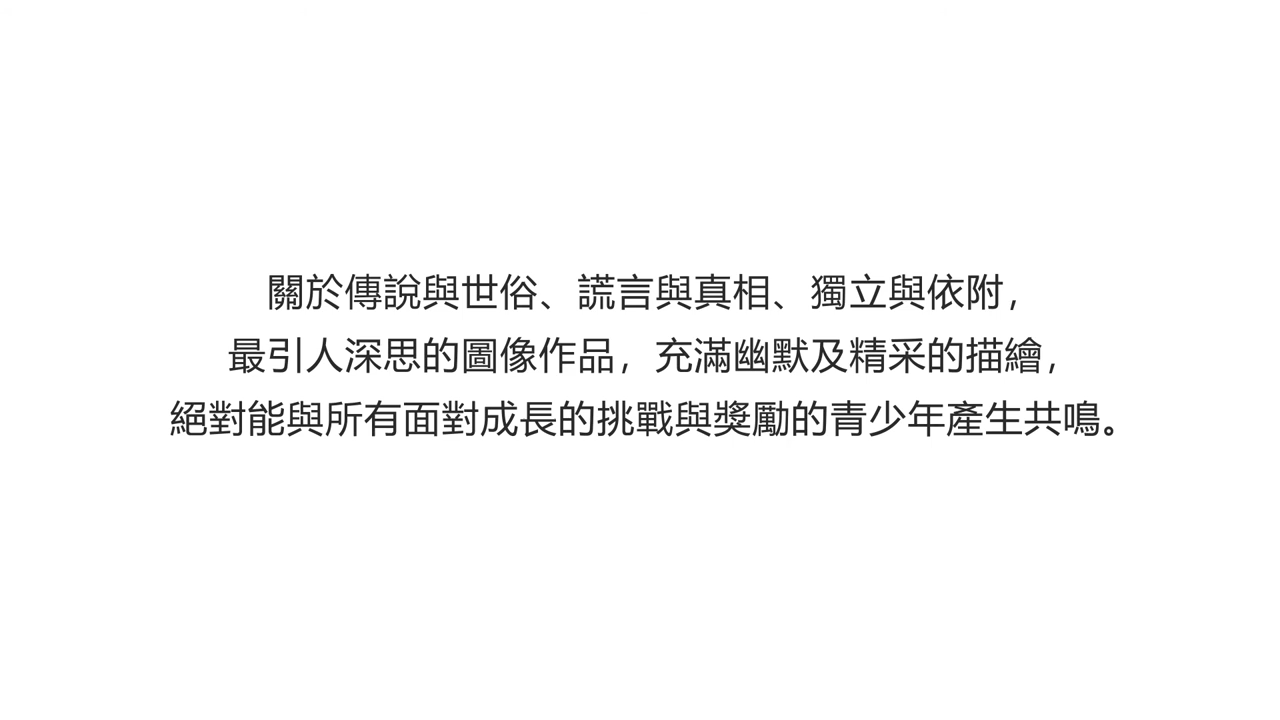 關於傳說與世俗、謊言與真相、獨立與依附，
最引人深思的圖像作品，充滿幽默及精采的描繪，
絕對能與所有面對成長的挑戰與獎勵的青少年產生共鳴。